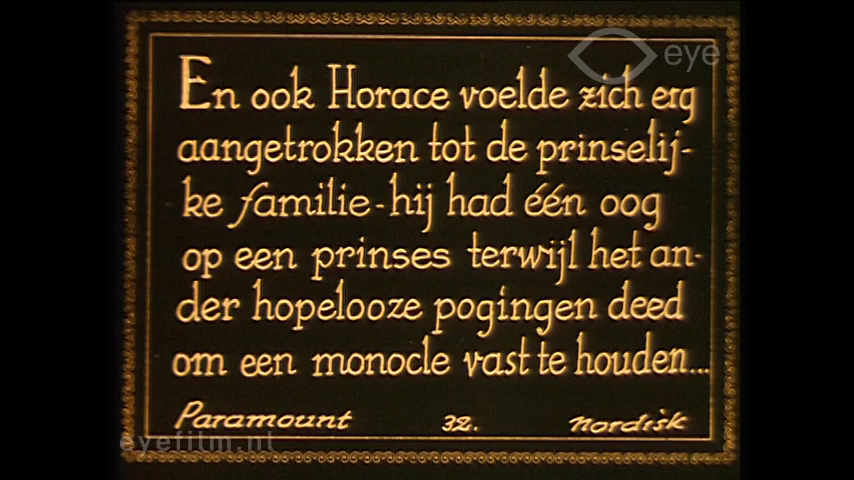 eye
En ook Horace voelde zich erg
aangetrokken tot de prinselij-
ke familie - hij had één oog
op een prinses terwijl het an-
der hopelooze pogingen deed
om een monocle vast te houden...
Paramount 32. Nordisk
eyefilm.nl